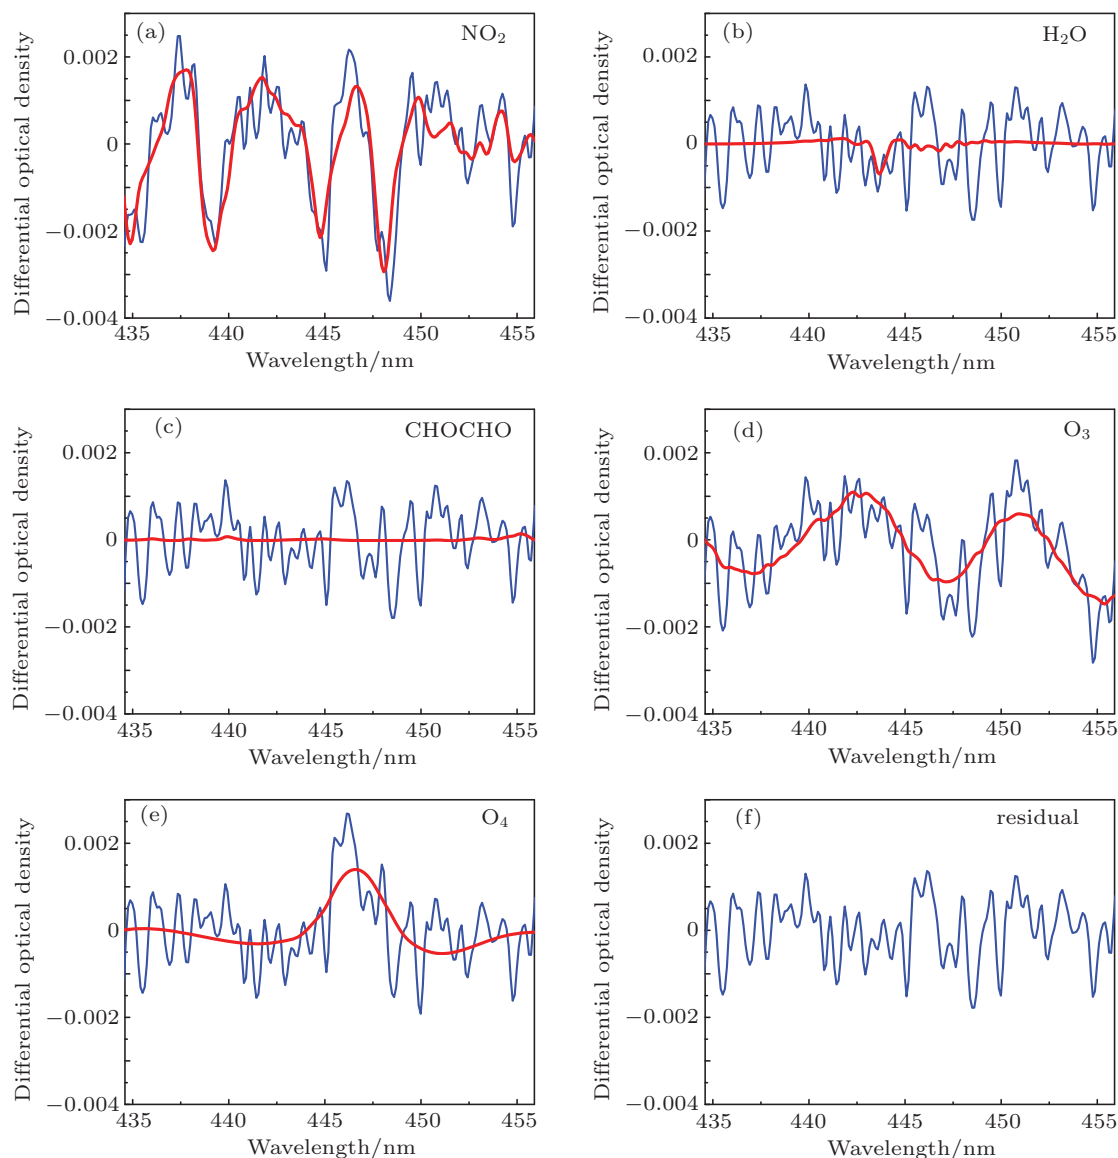 (a)
NO₂
Differential optical density
0.002
0
−0.002
−0.004
435
440
445
450
455
Wavelength/nm
(b)
H₂O
Differential optical density
0.002
0
−0.002
−0.004
435
440
445
450
455
Wavelength/nm
(c)
CHOCHO
Differential optical density
0.002
0
−0.002
−0.004
435
440
445
450
455
Wavelength/nm
(d)
O₃
Differential optical density
0.002
0
−0.002
−0.004
435
440
445
450
455
Wavelength/nm
(e)
O₄
Differential optical density
0.002
0
−0.002
−0.004
435
440
445
450
455
Wavelength/nm
(f)
residual
Differential optical density
0.002
0
−0.002
−0.004
435
440
445
450
455
Wavelength/nm